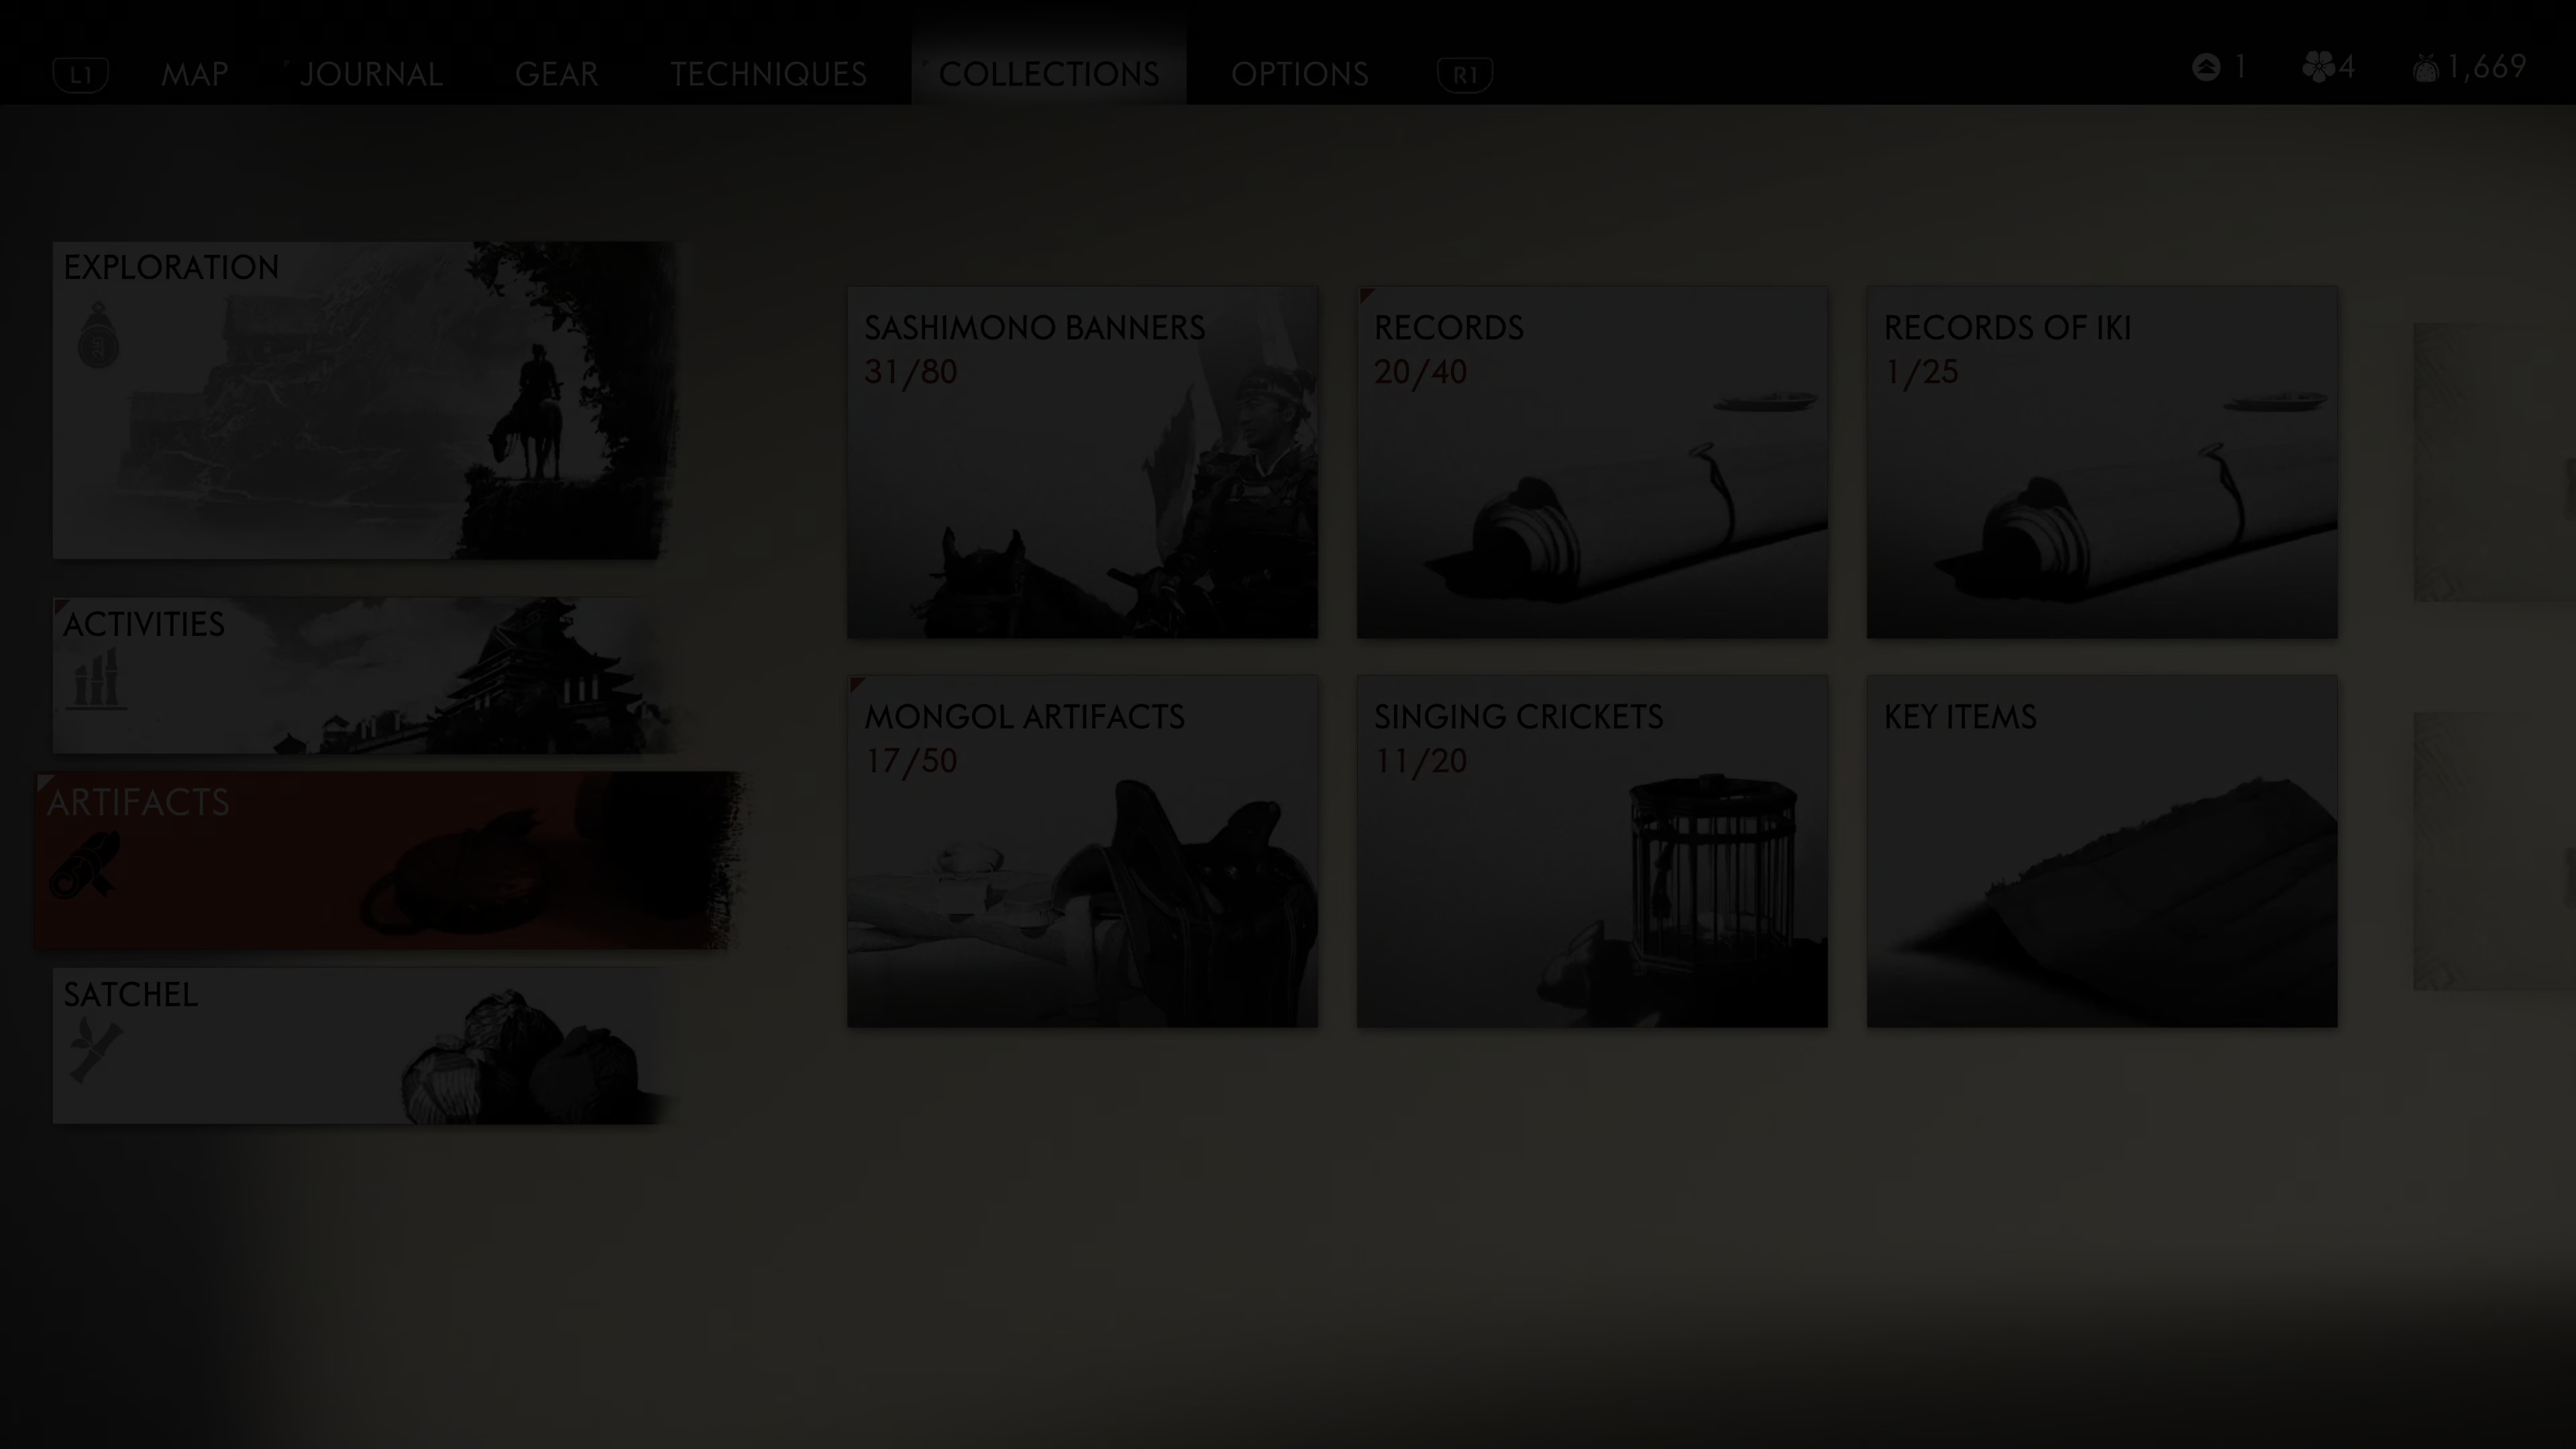 L1 MAP JOURNAL GEAR TECHNIQUES COLLECTIONS OPTIONS R1 1 4 1,669
EXPLORATION
ACTIVITIES
ARTIFACTS
SATCHEL
SASHIMONO BANNERS
31/80
RECORDS
20/40
RECORDS OF IKI
1/25
MONGOL ARTIFACTS
17/50
SINGING CRICKETS
11/20
KEY ITEMS